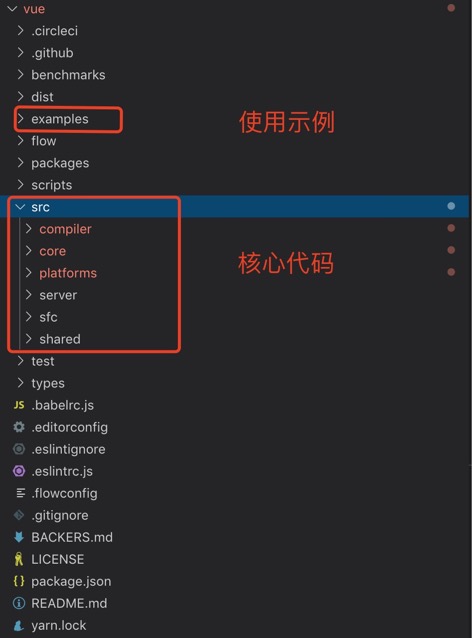 vue
.circleci
.github
benchmarks
dist
examples 使用示例
flow
packages
scripts
src
compiler
core 核心代码
platforms
server
sfc
shared
test
types
JS .babelrc.js
.editorconfig
.eslintignore
.eslintrc.js
.flowconfig
.gitignore
BACKERS.md
LICENSE
{ } package.json
README.md
yarn.lock